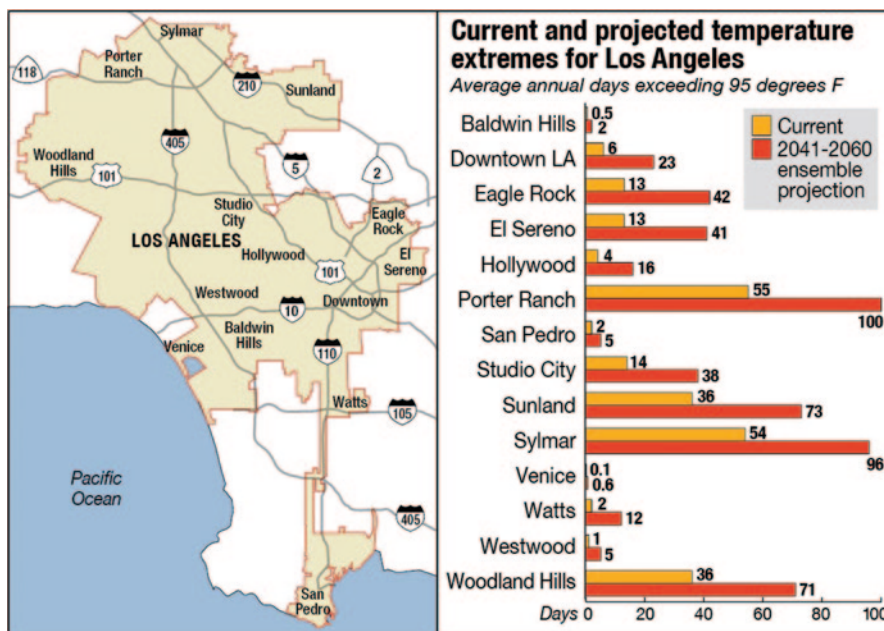 Sylmar
118
Porter
Ranch
210
Sunland
405
5
2
Woodland
Hills
101
Studio
City
Eagle
Rock
LOS ANGELES
Hollywood
El
Sereno
101
Westwood
10
Downtown
Baldwin
Hills
Venice
110
Watts
105
Pacific
Ocean
405
San
Pedro
Current and projected temperature
extremes for Los Angeles
Average annual days exceeding 95 degrees F
Current
2041-2060
ensemble
projection
Baldwin Hills 0.5
2
Downtown LA 6
23
Eagle Rock 13
42
El Sereno 13
41
Hollywood 4
16
Porter Ranch 55
100
San Pedro 2
5
Studio City 14
38
Sunland 36
73
Sylmar 54
96
Venice 0.1
0.6
Watts 2
12
Westwood 1
5
Woodland Hills 36
71
Days 0 20 40 60 80 100